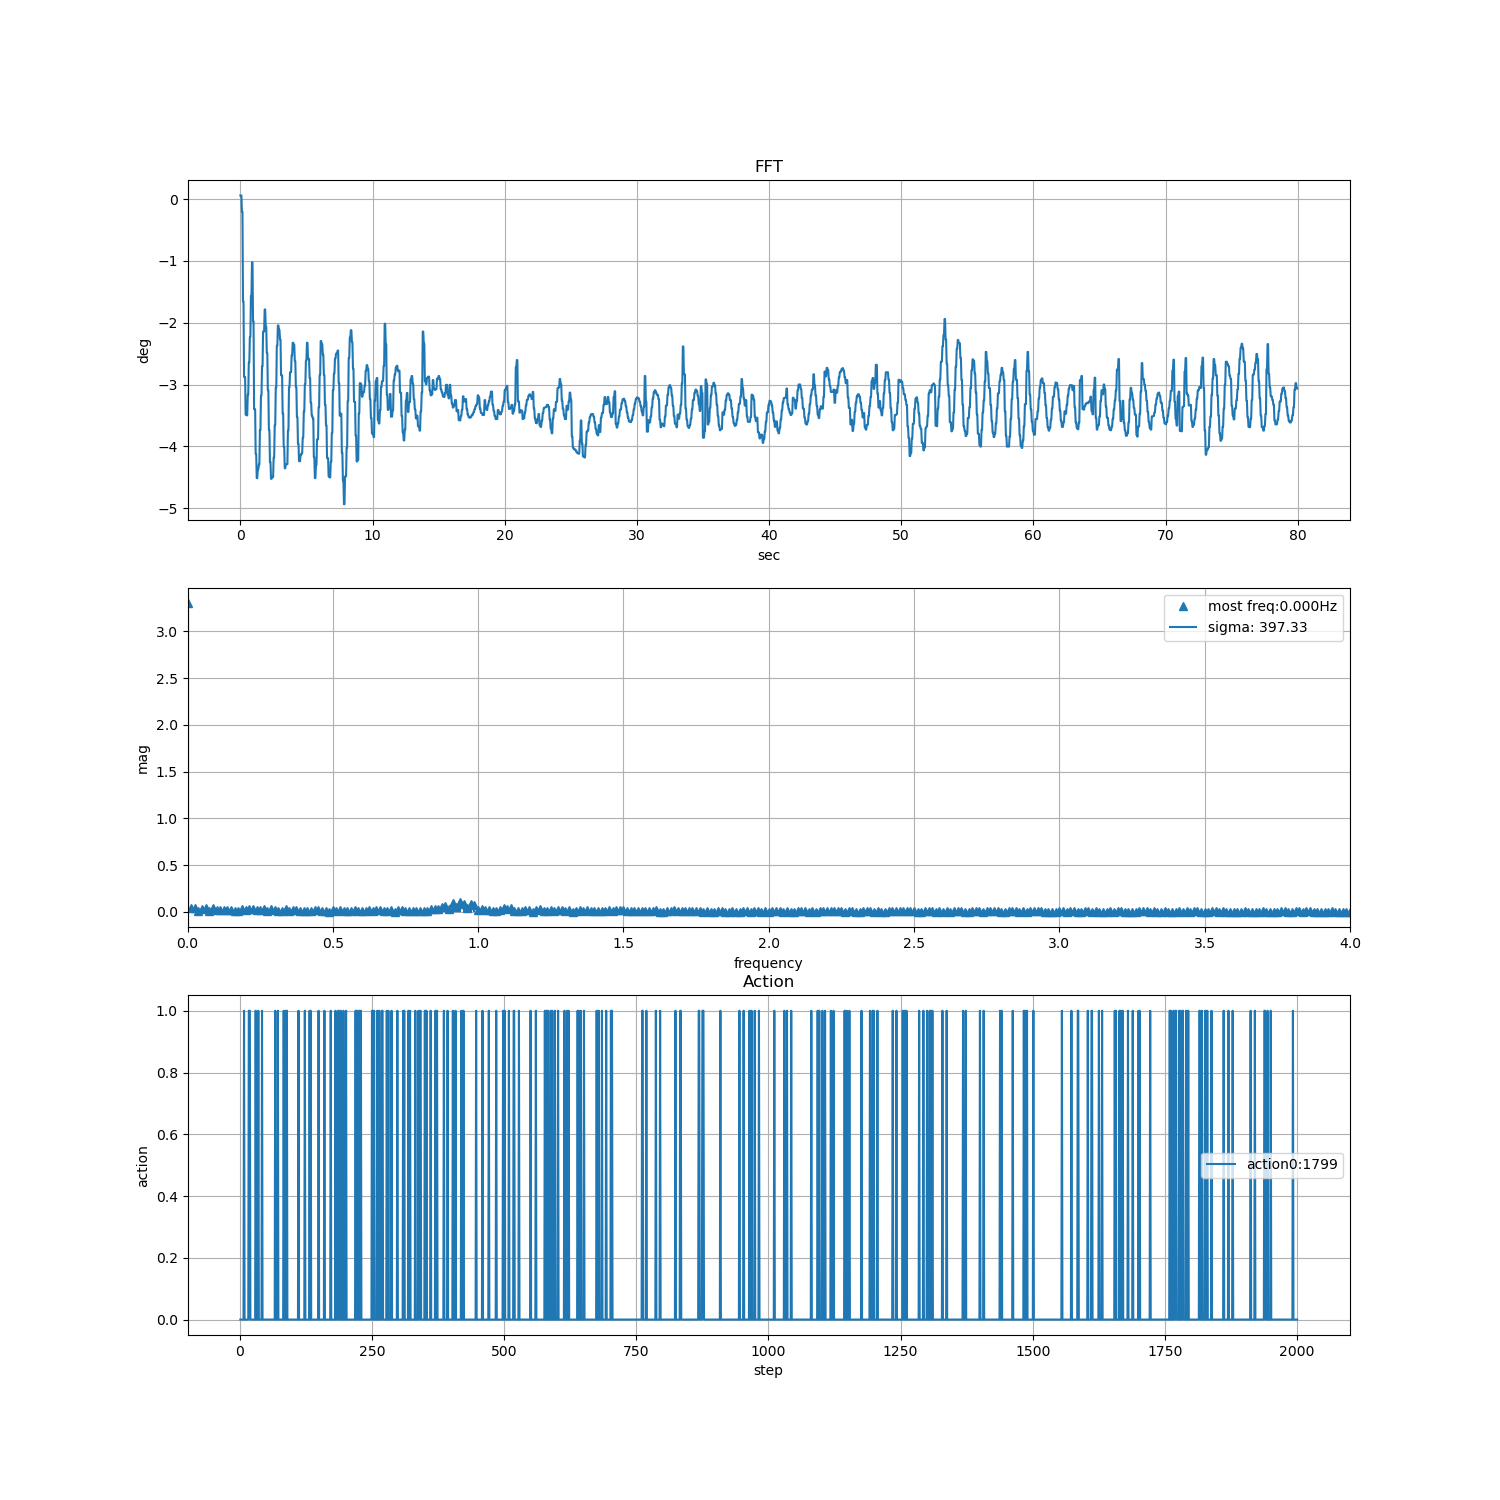 FFT
0
−1
−2
−3
−4
−5
deg
0 10 20 30 40 50 60 70 80
sec
most freq:0.000Hz
sigma: 397.33
3.0
2.5
2.0
1.5
1.0
0.5
0.0
mag
0.0 0.5 1.0 1.5 2.0 2.5 3.0 3.5 4.0
frequency
Action
1.0
0.8
0.6
0.4
0.2
0.0
action
action0:1799
0 250 500 750 1000 1250 1500 1750 2000
step